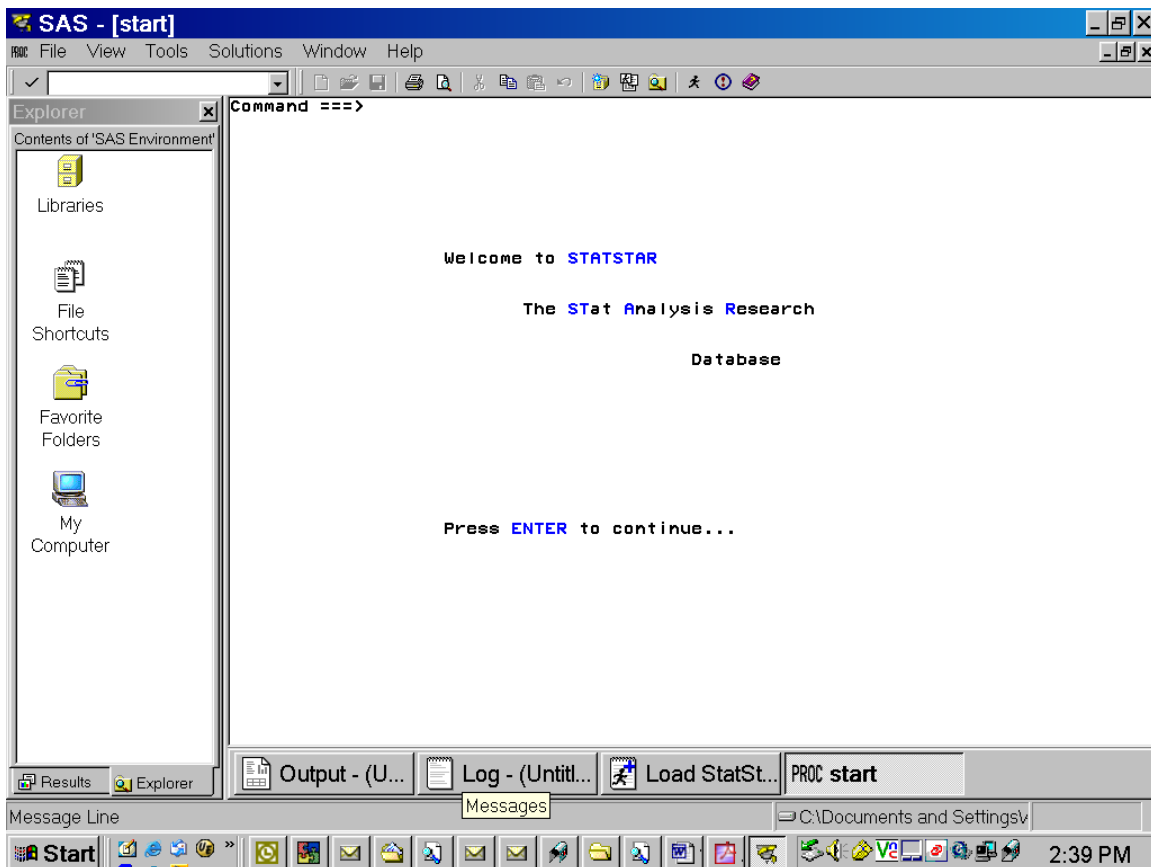 SAS - [start]
PROC File View Tools Solutions Window Help
Explorer
Contents of 'SAS Environment'
Libraries
File
Shortcuts
Favorite
Folders
My
Computer
Command ===>
Welcome to STATSTAR
The STat Analysis Research
Database
Press ENTER to continue...
Results Explorer
Output - (U... Log - (Untitl... Load StatSt... PROC start
Messages
Message Line C:\Documents and Settings\v
Start » 2:39 PM